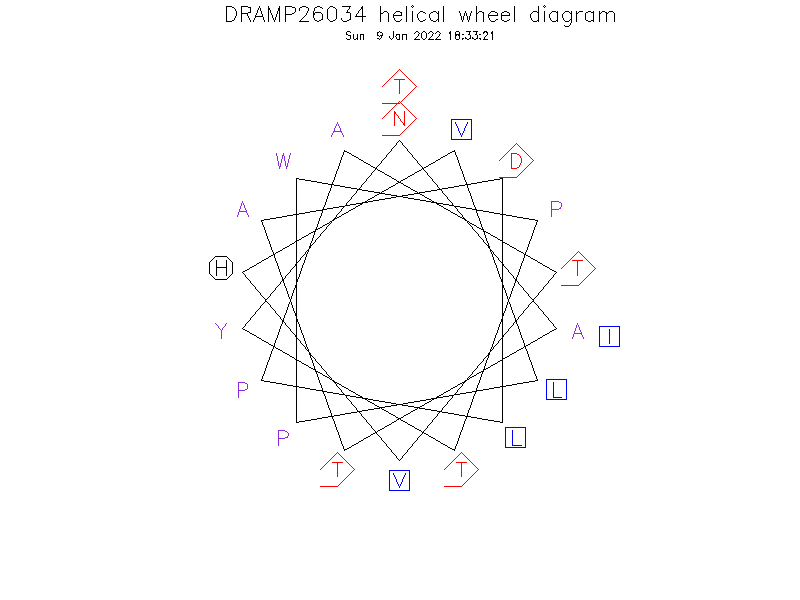 DRAMP26034 helical wheel diagram
Sun 9 Jan 2022 18:33:21
T
N
A V
W D
A P
H T
Y A I
P L
P L
T T
V